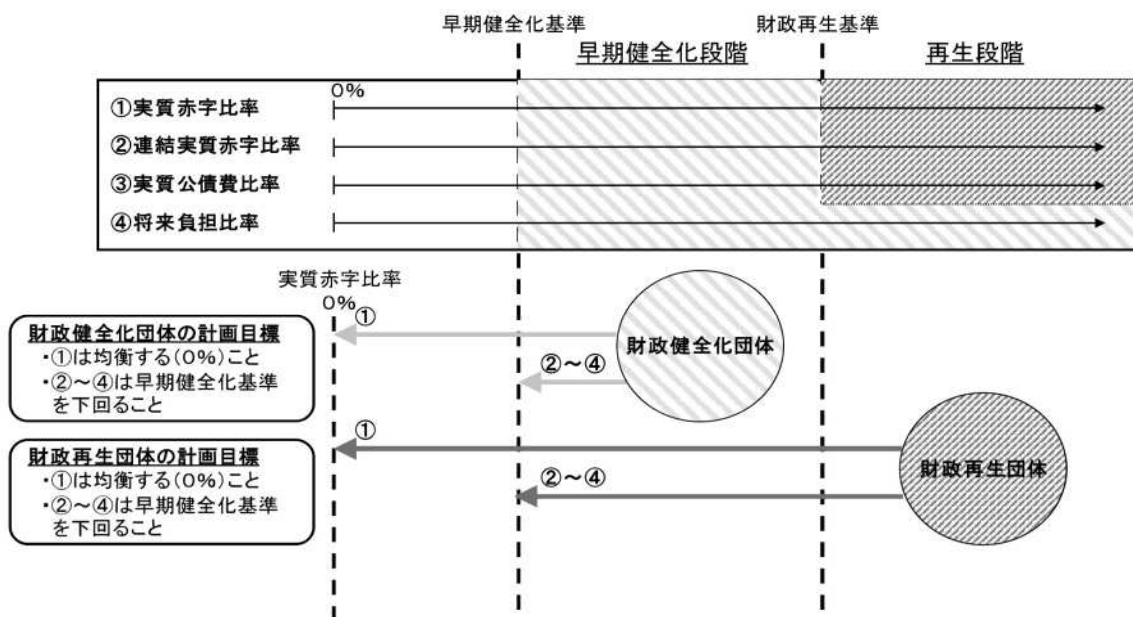 早期健全化基準
財政再生基準
早期健全化段階
再生段階
0%
①実質赤字比率
②連結実質赤字比率
③実質公債費比率
④将来負担比率
実質赤字比率
0%
財政健全化団体の計画目標
・①は均衡する(0%)こと
・②～④は早期健全化基準
を下回ること
①
②～④
財政健全化団体
財政再生団体の計画目標
・①は均衡する(0%)こと
・②～④は早期健全化基準
を下回ること
①
②～④
財政再生団体